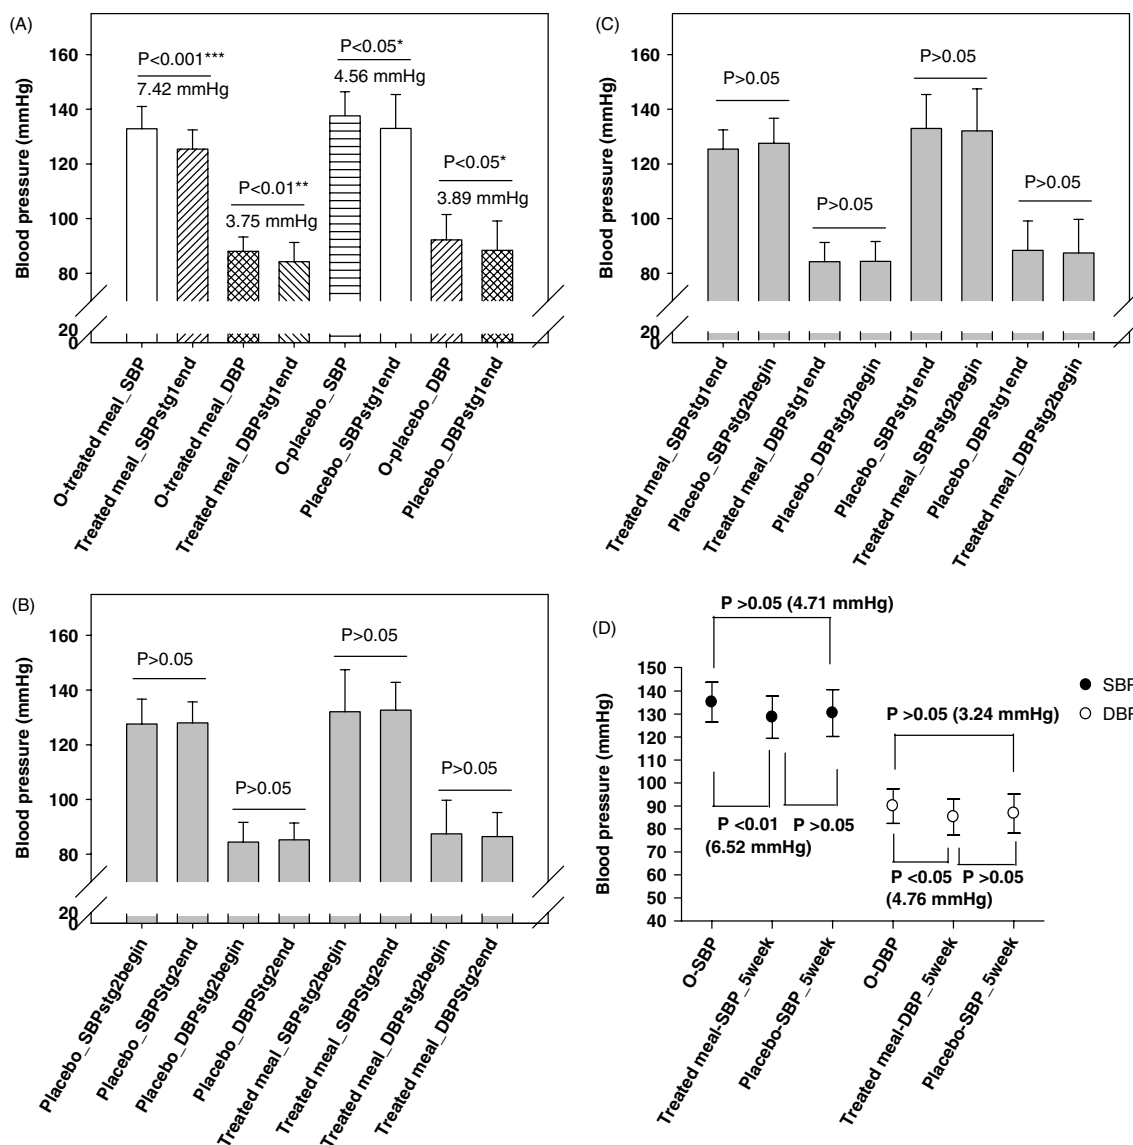 (A)
Blood pressure (mmHg)
160
140
120
100
80
20
0
P<0.001***
7.42 mmHg
P<0.01**
3.75 mmHg
P<0.05*
4.56 mmHg
P<0.05*
3.89 mmHg
O-treated meal_SBP
Treated meal_SBPstg1end
O-treated meal_DBP
Treated meal_DBPstg1end
O-placebo_SBP
Placebo_SBPstg1end
O-placebo_DBP
Placebo_DBPstg1end
(C)
Blood pressure (mmHg)
160
140
120
100
80
20
0
P>0.05
P>0.05
P>0.05
P>0.05
Treated meal_SBPstg1end
Placebo_SBPstg2begin
Treated meal_DBPstg1end
Placebo_DBPstg2begin
Placebo_SBPstg1end
Treated meal_SBPstg2begin
Placebo_DBPstg1end
Treated meal_DBPstg2begin
(B)
Blood pressure (mmHg)
160
140
120
100
80
20
0
P>0.05
P>0.05
P>0.05
P>0.05
Placebo_SBPstg2begin
Placebo_SBPStg2end
Placebo_DBPstg2begin
Placebo_DBPStg2end
Treated meal_SBPstg2begin
Treated meal_SBPStg2end
Treated meal_DBPstg2begin
Treated meal_DBPStg2end
(D)
Blood pressure (mmHg)
150
140
130
120
110
100
90
80
70
60
50
40
P >0.05 (4.71 mmHg)
P <0.01
(6.52 mmHg)
P >0.05
P >0.05 (3.24 mmHg)
P <0.05
(4.76 mmHg)
P >0.05
SBP
DBP
O-SBP
Treated meal-SBP_5week
Placebo-SBP_5week
O-DBP
Treated meal-DBP_5week
Placebo-SBP_5week